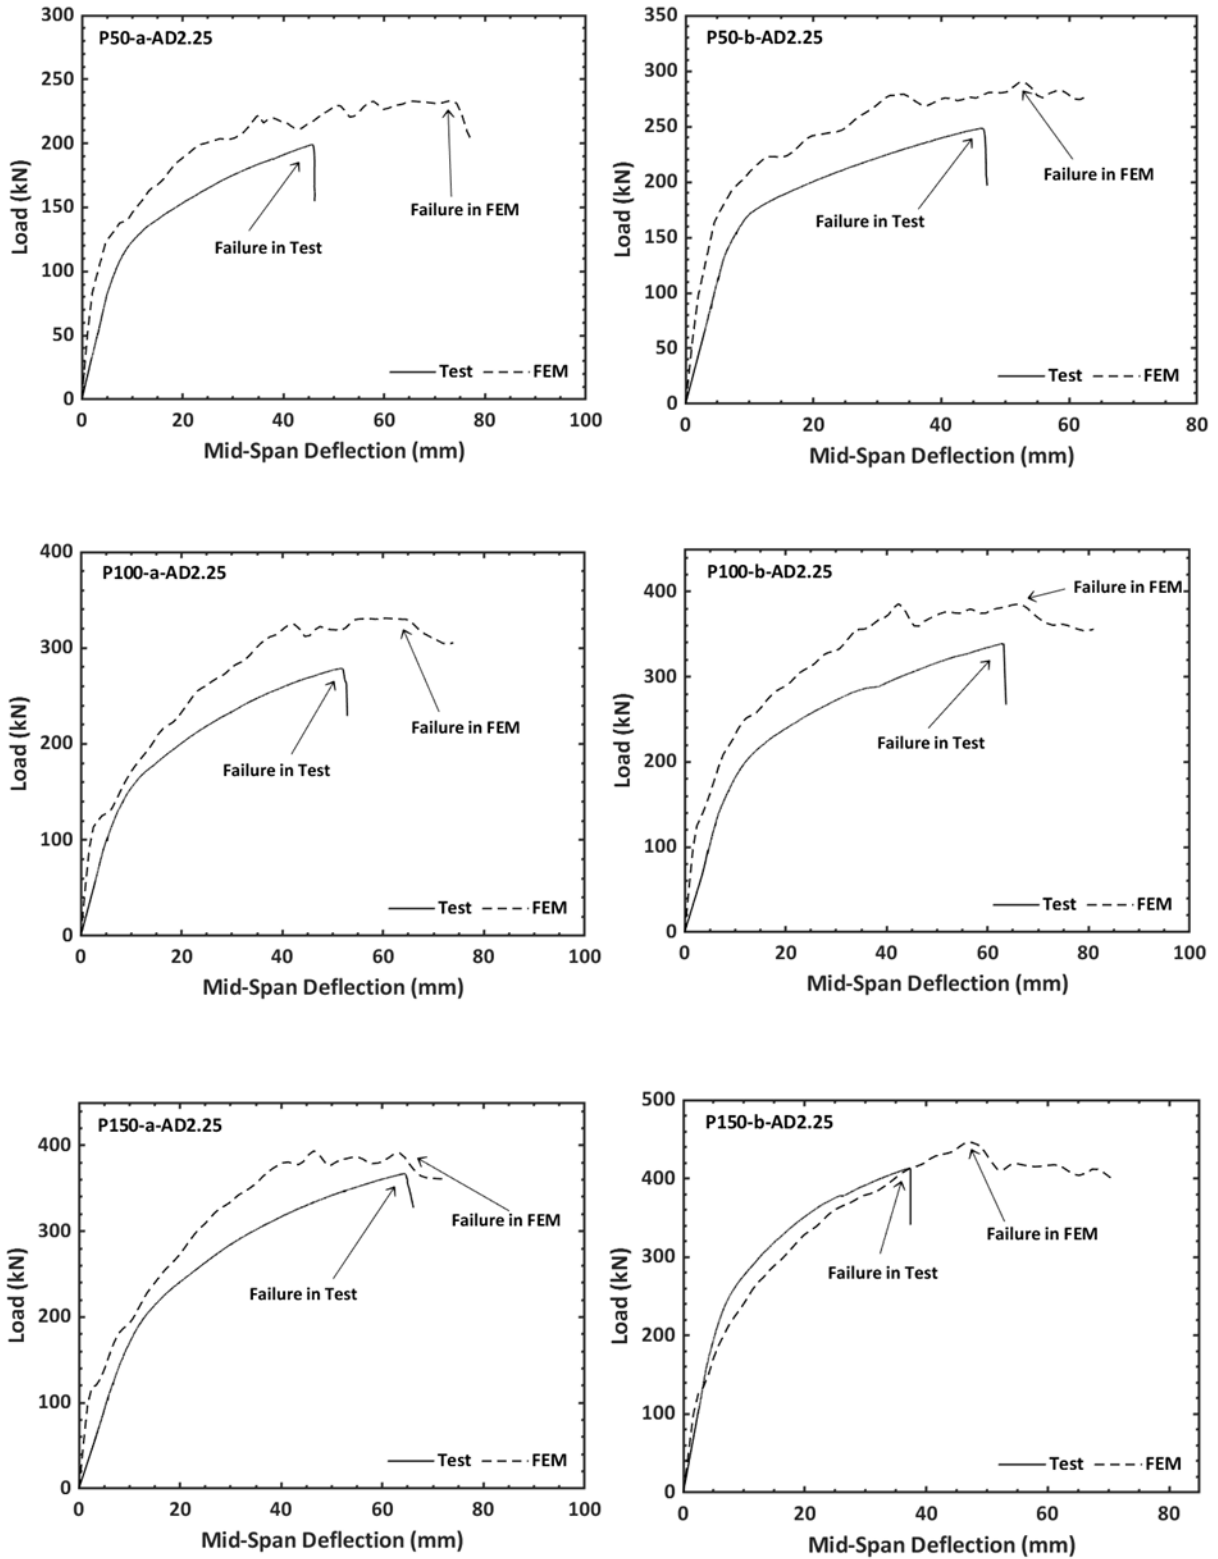 P50-a-AD2.25
300
250
200
150
100
50
0
Load (kN)
Failure in FEM
Failure in Test
Test FEM
0 20 40 60 80 100
Mid-Span Deflection (mm)
P50-b-AD2.25
350
300
250
200
150
100
50
0
Load (kN)
Failure in FEM
Failure in Test
Test FEM
0 20 40 60 80
Mid-Span Deflection (mm)
P100-a-AD2.25
400
300
200
100
0
Load (kN)
Failure in FEM
Failure in Test
Test FEM
0 20 40 60 80 100
Mid-Span Deflection (mm)
P100-b-AD2.25
400
300
200
100
0
Load (kN)
Failure in FEM
Failure in Test
Test FEM
0 20 40 60 80 100
Mid-Span Deflection (mm)
P150-a-AD2.25
400
300
200
100
0
Load (kN)
Failure in FEM
Failure in Test
Test FEM
0 20 40 60 80 100
Mid-Span Deflection (mm)
P150-b-AD2.25
500
400
300
200
100
0
Load (kN)
Failure in FEM
Failure in Test
Test FEM
0 20 40 60 80
Mid-Span Deflection (mm)